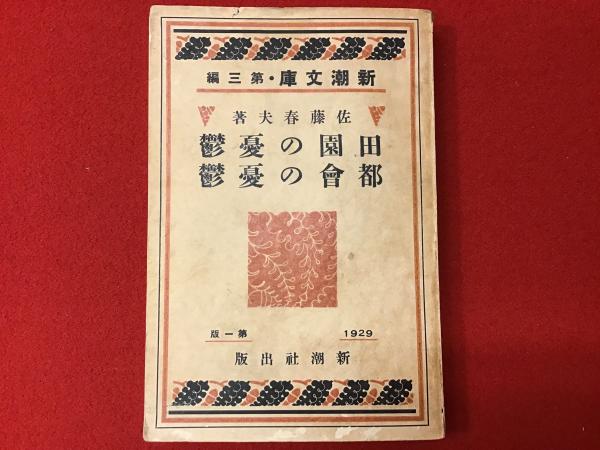 新潮文庫・第三編
佐藤春夫著
田園の憂鬱
都會の憂鬱
1929 第一版
新潮社出版